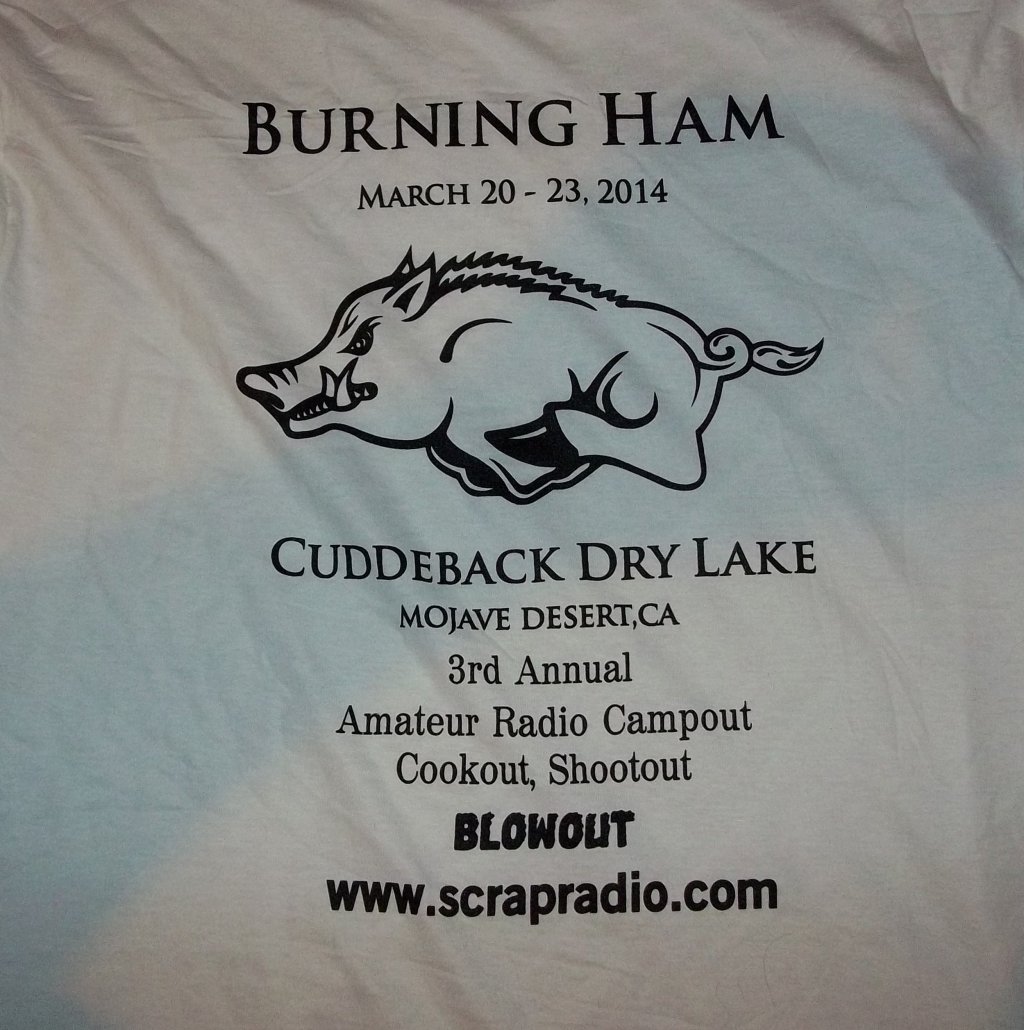 BURNING HAM
MARCH 20 - 23, 2014
CUDDEBACK DRY LAKE
MOJAVE DESERT,CA
3rd Annual
Amateur Radio Campout
Cookout, Shootout
BLOWOUT
www.scrapradio.com